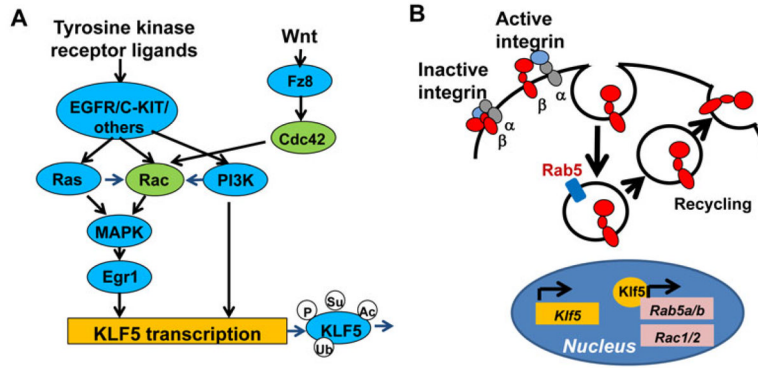 A
Tyrosine kinase
receptor ligands
Wnt
EGFR/C-KIT/
others
Fz8
Cdc42
Ras
Rac
PI3K
MAPK
Egr1
KLF5 transcription
P
Su
Ac
KLF5
Ub
B
Active
integrin
Inactive
integrin
α
β
α
β
Rab5
Recycling
Klf5
Klf5
Rab5a/b
Rac1/2
Nucleus